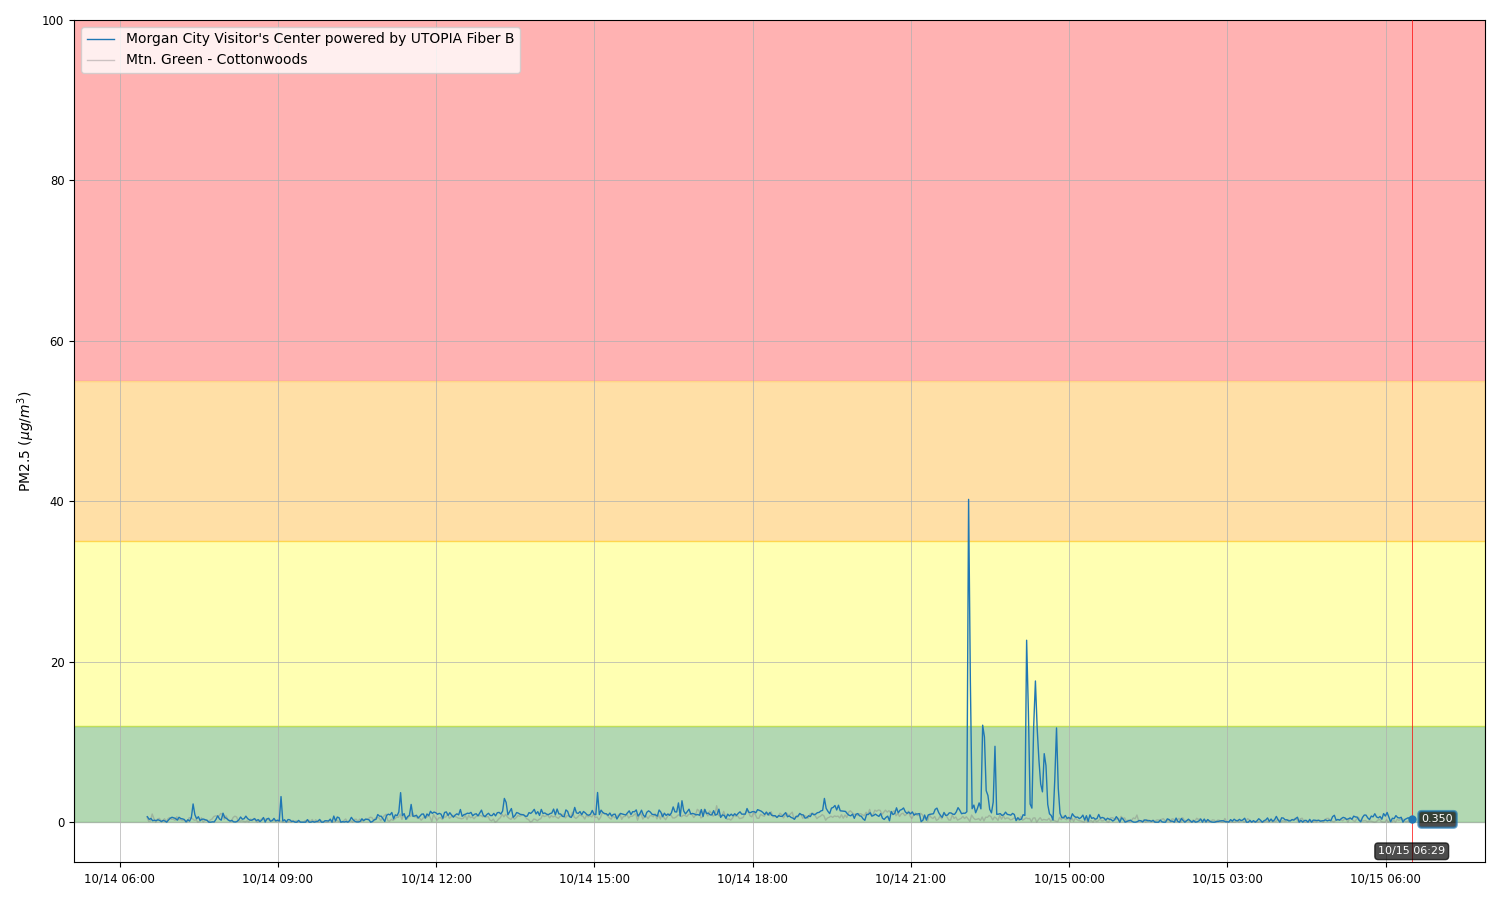 100
Morgan City Visitor's Center powered by UTOPIA Fiber B
Mtn. Green - Cottonwoods
80
60
PM2.5 (μg/m³)
40
20
0
0.350
10/15 06:29
10/14 06:00 10/14 09:00 10/14 12:00 10/14 15:00 10/14 18:00 10/14 21:00 10/15 00:00 10/15 03:00 10/15 06:00